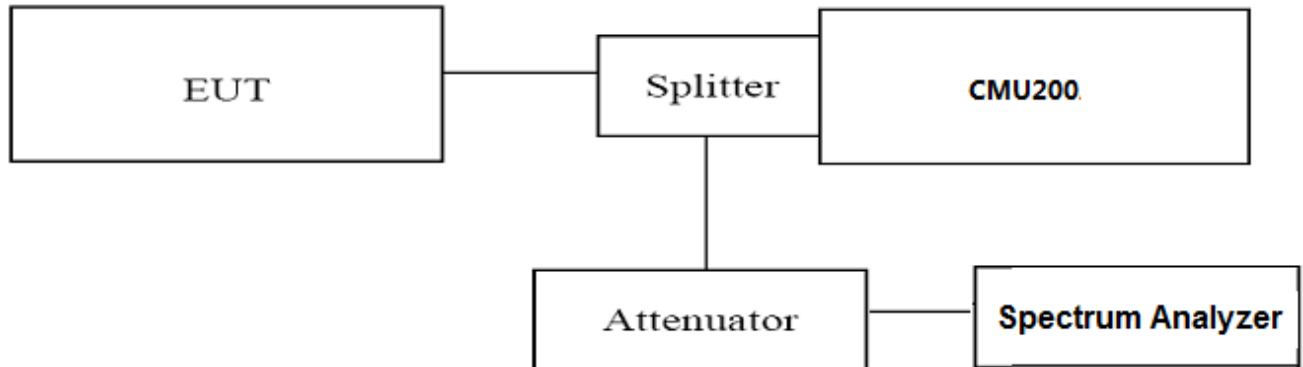 EUT
Splitter
CMU200
Attenuator
Spectrum Analyzer